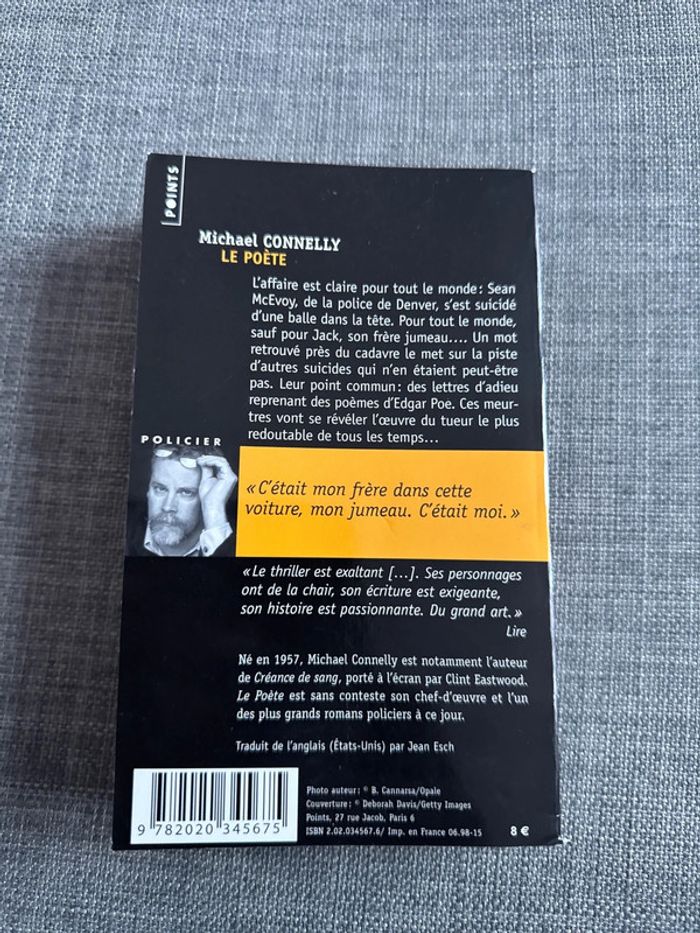 POINTS
Michael CONNELLY
LE POÈTE
L'affaire est claire pour tout le monde : Sean
McEvoy, de la police de Denver, s'est suicidé
d'une balle dans la tête. Pour tout le monde,
sauf pour Jack, son frère jumeau.... Un mot
retrouvé près du cadavre le met sur la piste
d'autres suicides qui n'en étaient peut-être
pas. Leur point commun : des lettres d'adieu
reprenant des poèmes d'Edgar Poe. Ces meur-
tres vont se révéler l'œuvre du tueur le plus
redoutable de tous les temps...
POLICIER
« C'était mon frère dans cette
voiture, mon jumeau. C'était moi. »
« Le thriller est exaltant [...]. Ses personnages
ont de la chair, son écriture est exigeante,
son histoire est passionnante. Du grand art. »
Lire
Né en 1957, Michael Connelly est notamment l'auteur
de Créance de sang, porté à l'écran par Clint Eastwood.
Le Poète est sans conteste son chef-d'œuvre et l'un
des plus grands romans policiers à ce jour.
Traduit de l'anglais (États-Unis) par Jean Esch
Photo auteur : © B. Cannarsa/Opale
Couverture : © Deborah Davis/Getty Images
Points, 27 rue Jacob, Paris 6
ISBN 2.02.034567.6/ Imp. en France 06.98-15
8 €
9 782020 345675